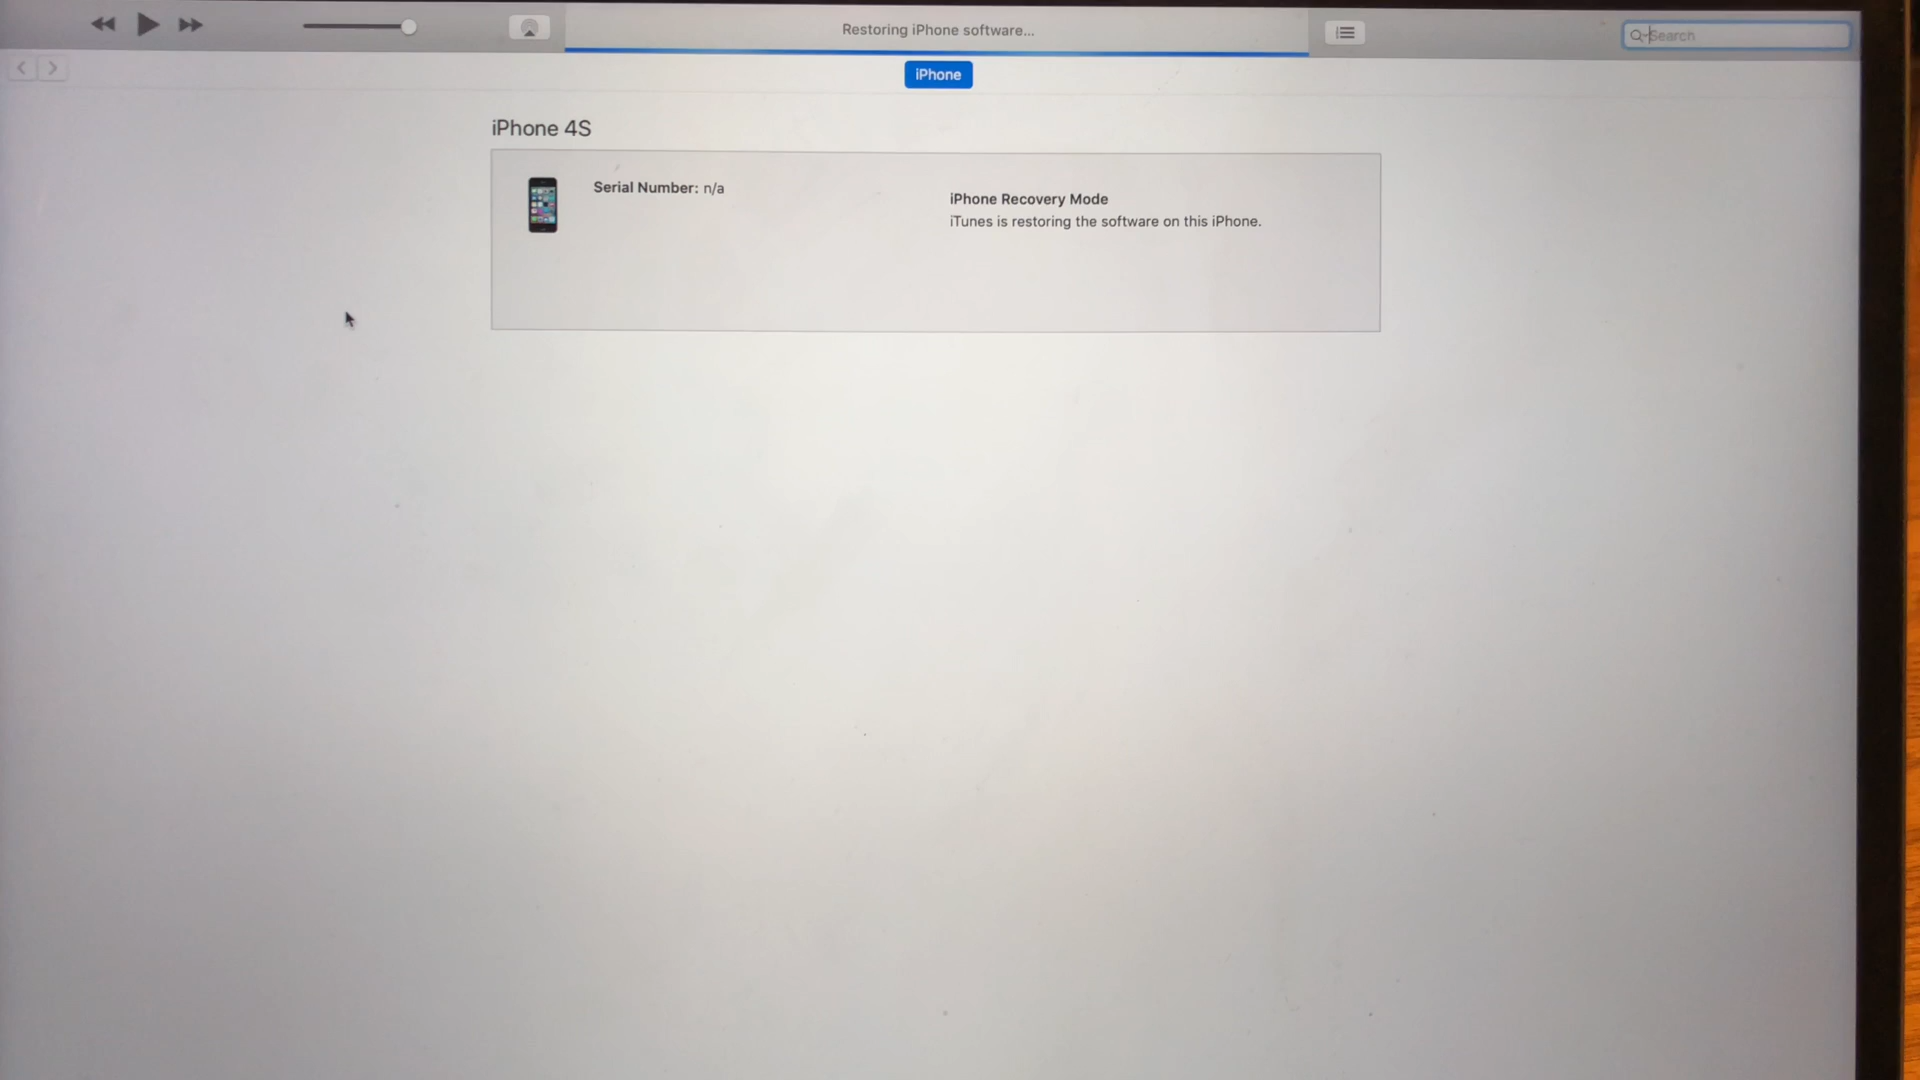 Restoring iPhone software...
Search
iPhone
iPhone 4S
Serial Number: n/a
iPhone Recovery Mode
iTunes is restoring the software on this iPhone.